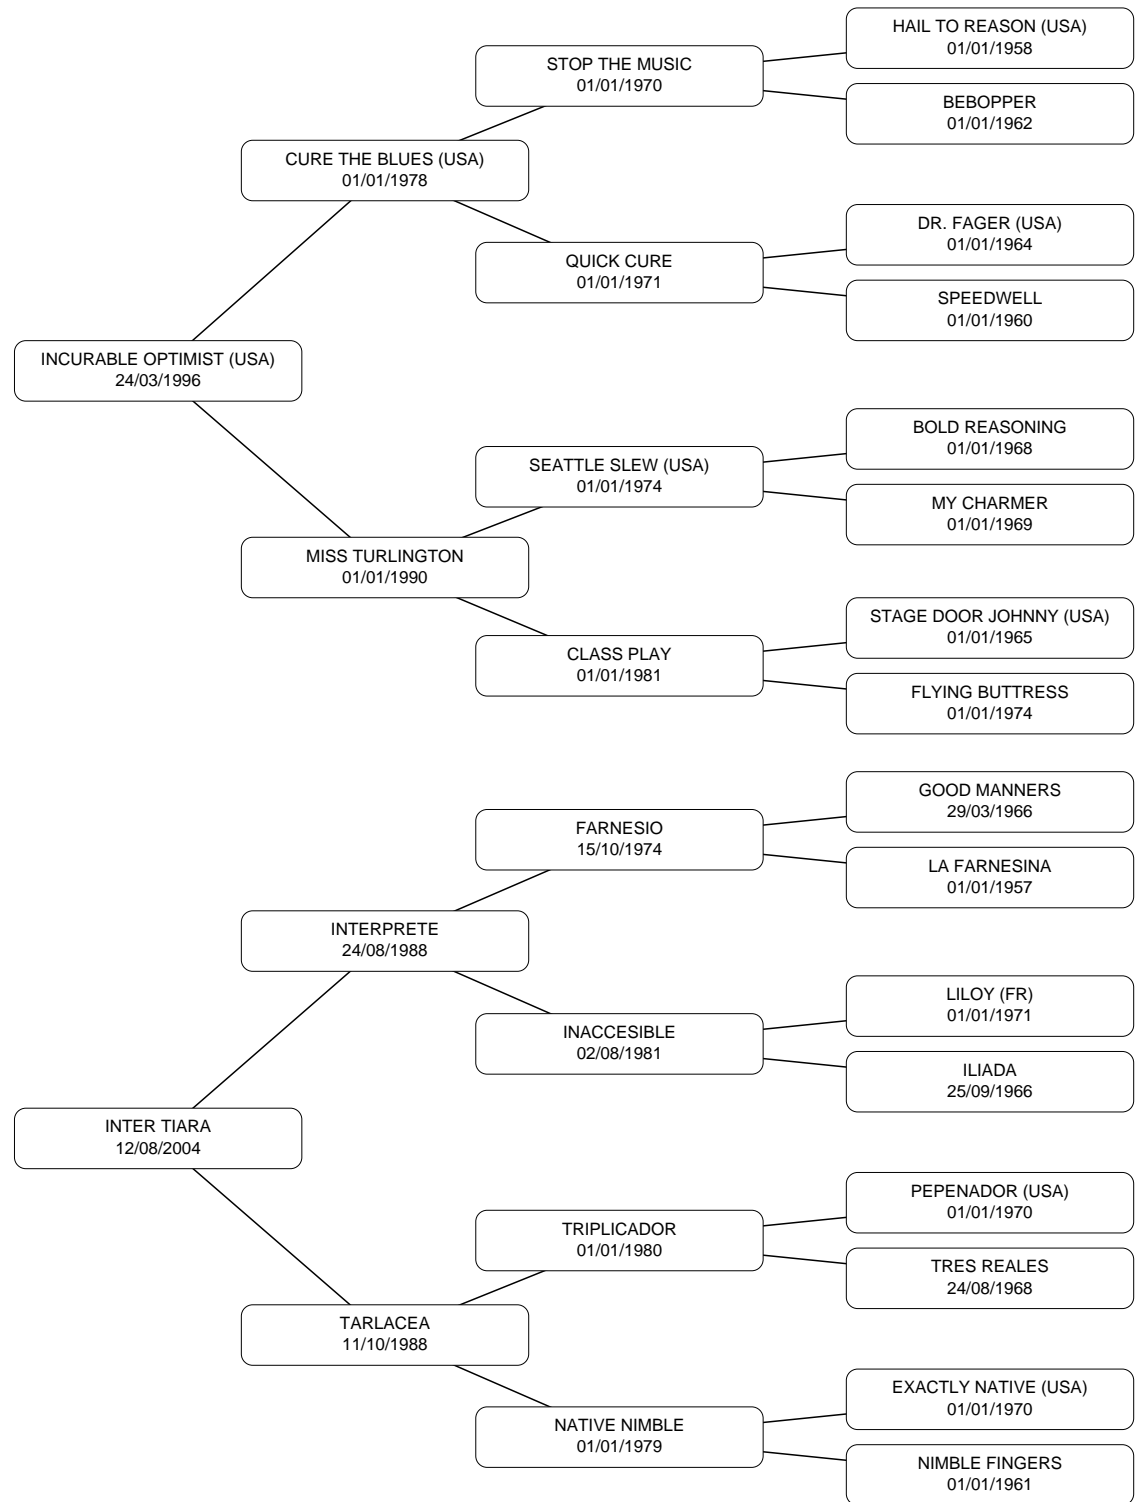 HAIL TO REASON (USA)
01/01/1958
STOP THE MUSIC
01/01/1970
BEBOPPER
01/01/1962
CURE THE BLUES (USA)
01/01/1978
DR. FAGER (USA)
01/01/1964
QUICK CURE
01/01/1971
SPEEDWELL
01/01/1960
INCURABLE OPTIMIST (USA)
24/03/1996
BOLD REASONING
01/01/1968
SEATTLE SLEW (USA)
01/01/1974
MY CHARMER
01/01/1969
MISS TURLINGTON
01/01/1990
STAGE DOOR JOHNNY (USA)
01/01/1965
CLASS PLAY
01/01/1981
FLYING BUTTRESS
01/01/1974
GOOD MANNERS
29/03/1966
FARNESIO
15/10/1974
LA FARNESINA
01/01/1957
INTERPRETE
24/08/1988
LILOY (FR)
01/01/1971
INACCESIBLE
02/08/1981
ILIADA
25/09/1966
INTER TIARA
12/08/2004
PEPENADOR (USA)
01/01/1970
TRIPLICADOR
01/01/1980
TRES REALES
24/08/1968
TARLACEA
11/10/1988
EXACTLY NATIVE (USA)
01/01/1970
NATIVE NIMBLE
01/01/1979
NIMBLE FINGERS
01/01/1961